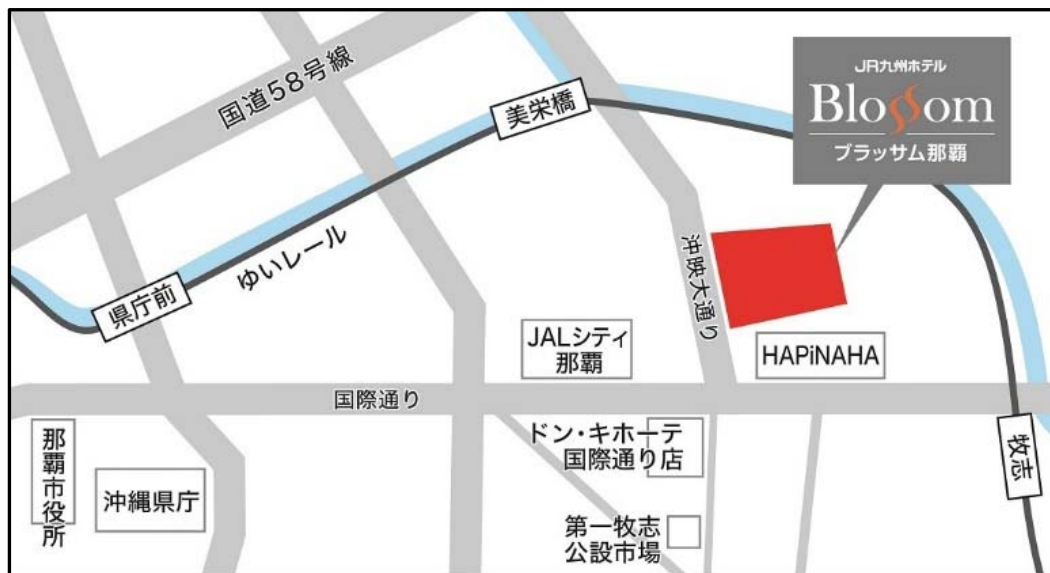 国道58号線
美栄橋
JR九州ホテル
Blossom
ブラッサム那覇
ゆいレール
県庁前
沖映大通り
JALシティ
那覇
HAPiNAHA
国際通り
那覇市役所
沖縄県庁
ドン・キホーテ
国際通り店
牧志
第一牧志
公設市場